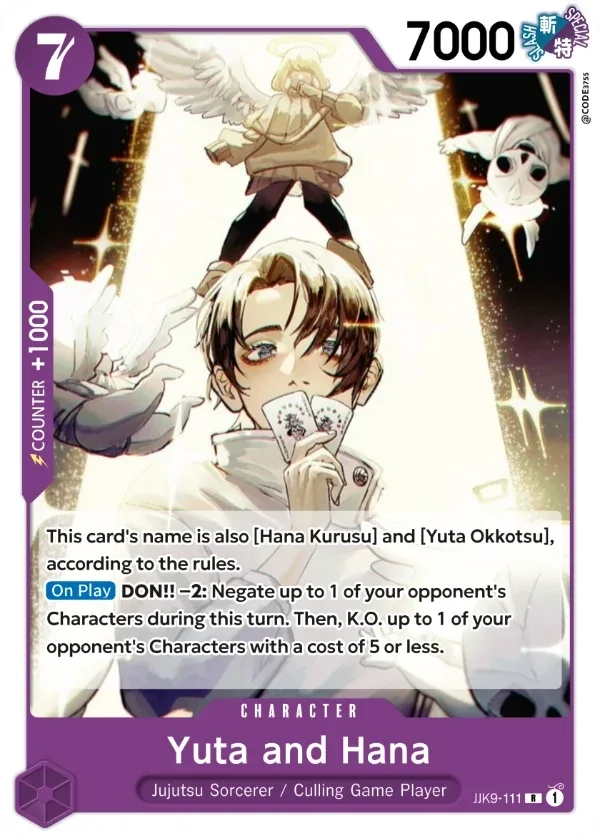 7
7000
斬 特
SLASH SPECIAL
@CODE3755
COUNTER +1000
This card's name is also [Hana Kurusu] and [Yuta Okkotsu],
according to the rules.
On Play DON!! −2: Negate up to 1 of your opponent's
Characters during this turn. Then, K.O. up to 1 of your
opponent's Characters with a cost of 5 or less.
CHARACTER
Yuta and Hana
Jujutsu Sorcerer / Culling Game Player
JJK9-111 R 1